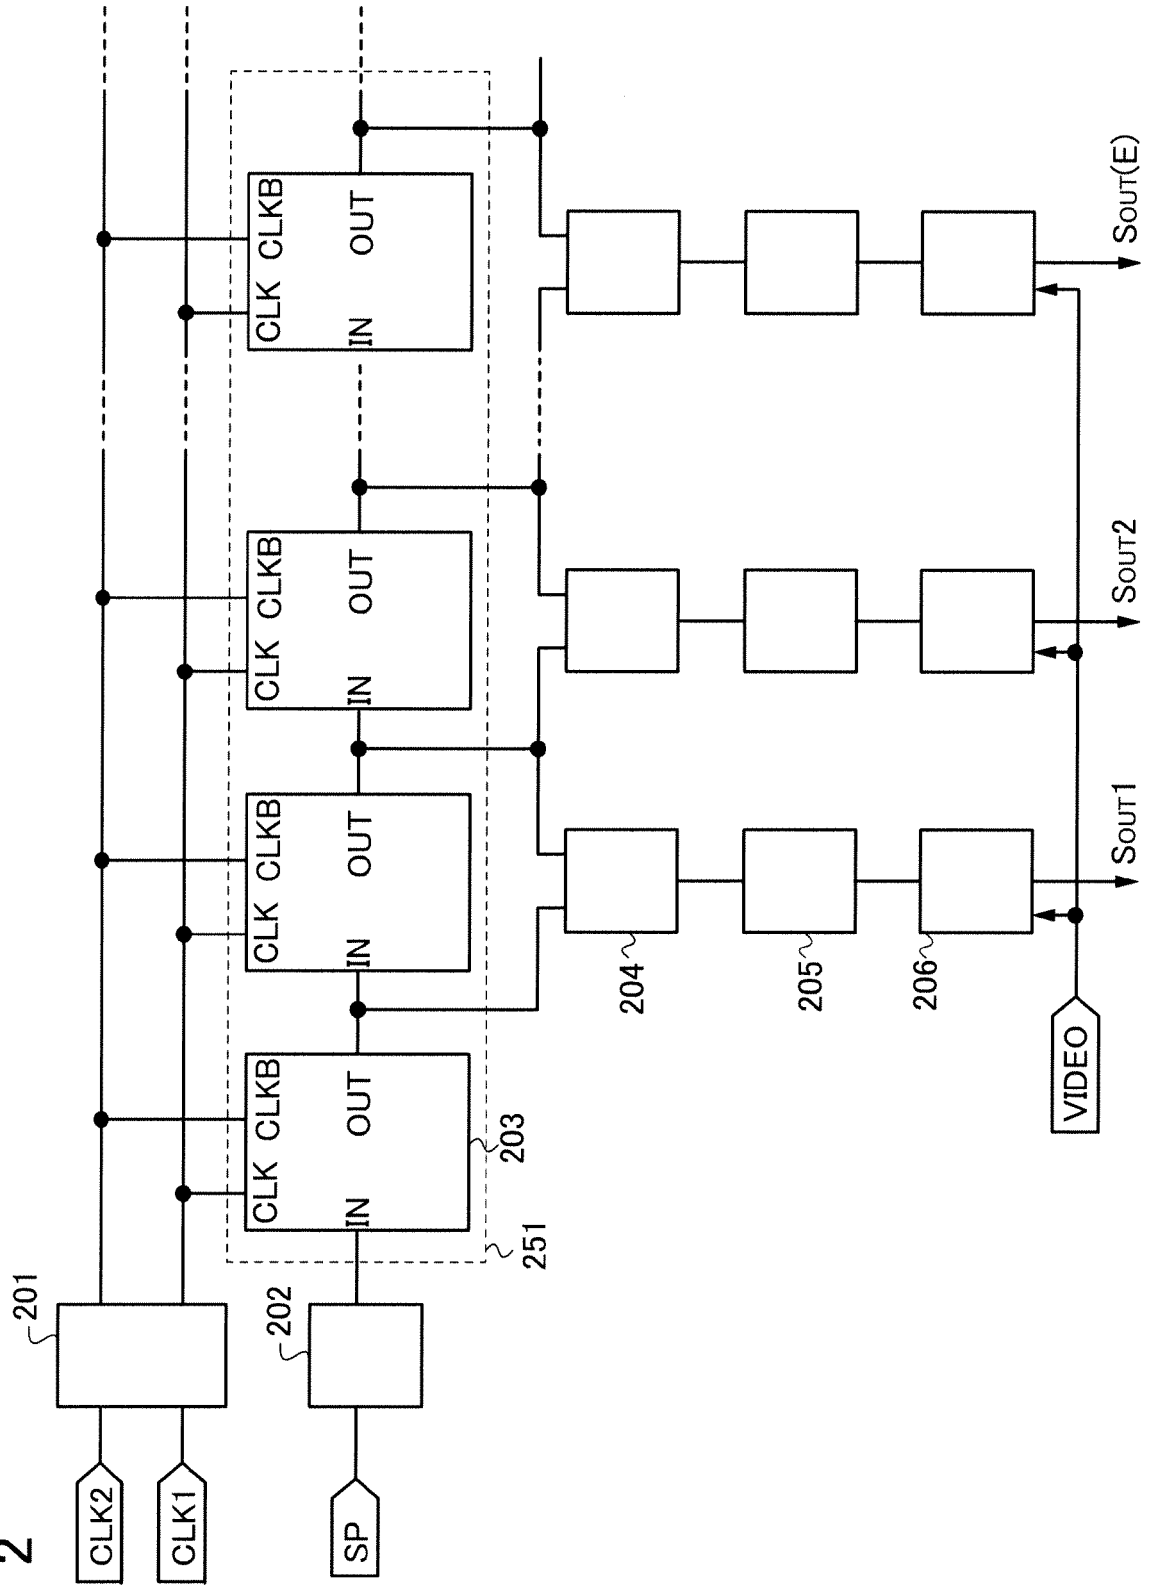 2
CLK2
CLK1
SP
201
202
CLK CLKB
IN OUT
203
251
CLK CLKB
IN OUT
CLK CLKB
IN OUT
CLK CLKB
IN OUT
204
205
206
VIDEO
SOUT1
SOUT2
SOUT(E)